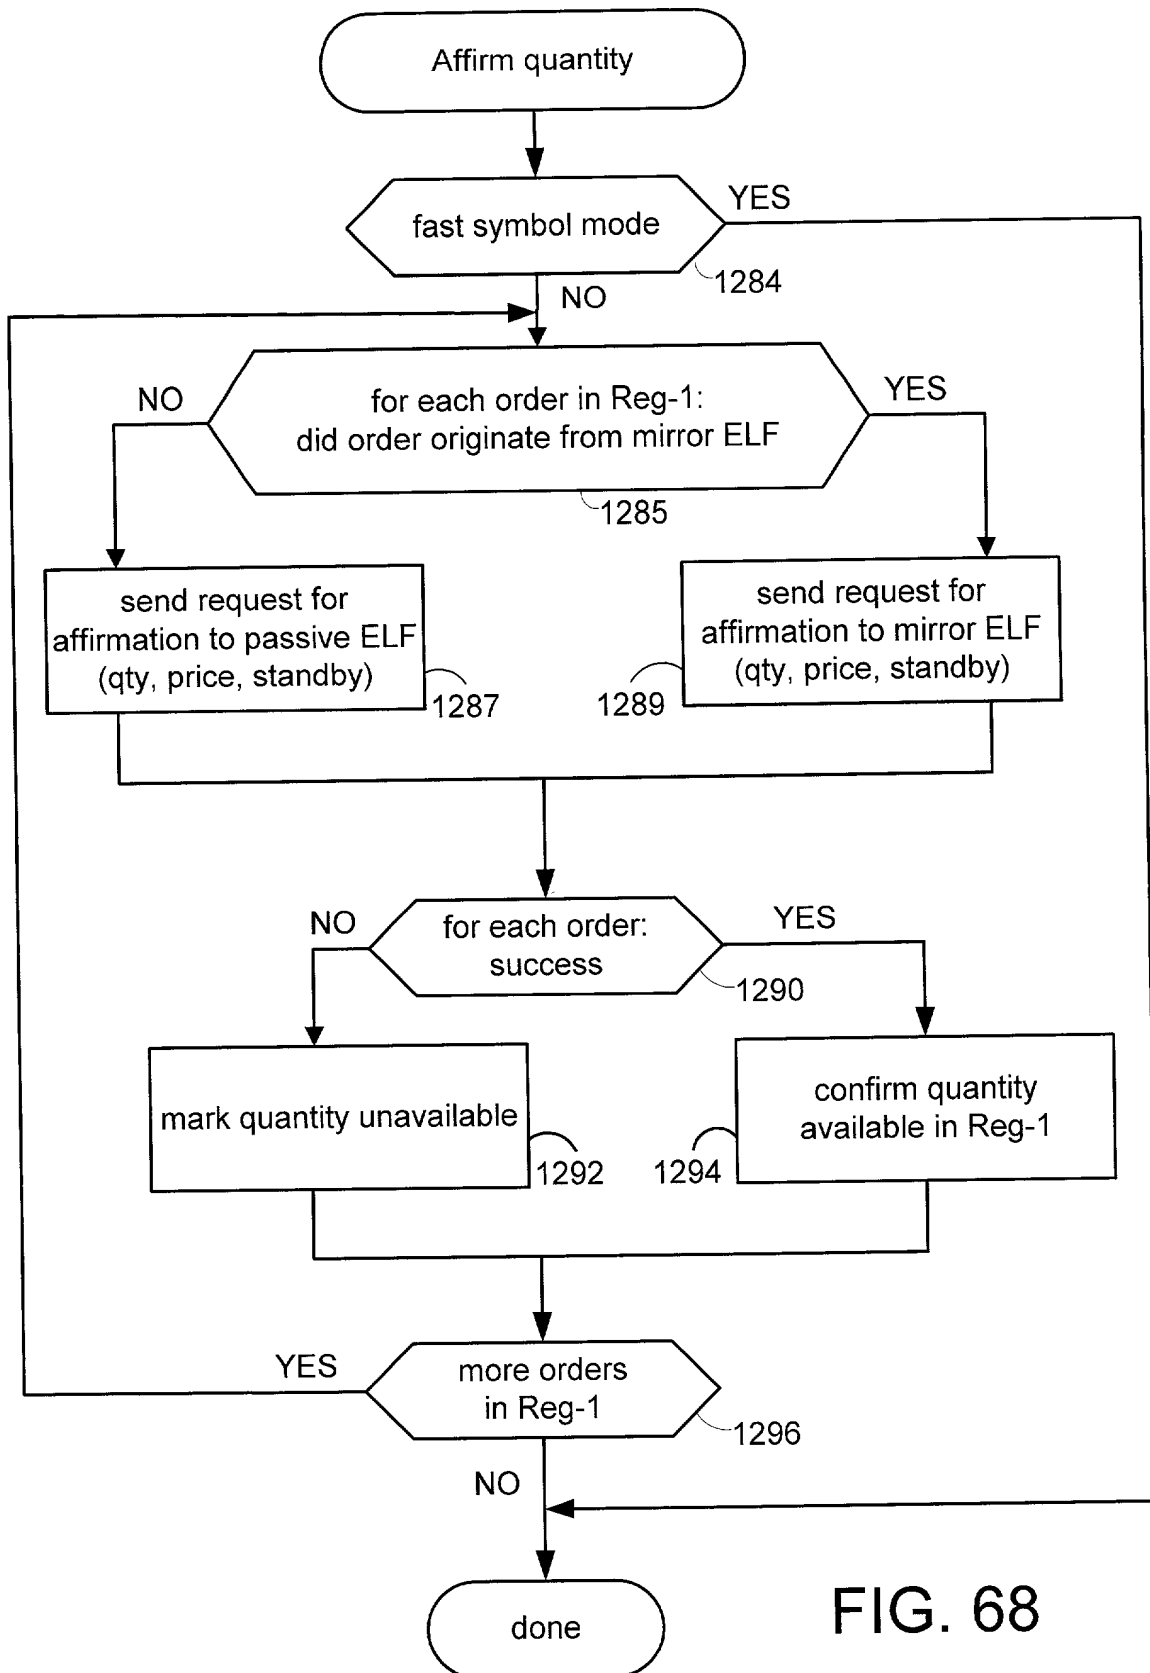 Affirm quantity
YES
fast symbol mode
1284
NO
NO
for each order in Reg-1:
YES
did order originate from mirror ELF
1285
send request for
affirmation to passive ELF
(qty, price, standby)
1287
send request for
affirmation to mirror ELF
(qty, price, standby)
1289
NO
for each order:
success
YES
1290
mark quantity unavailable
1292
confirm quantity
available in Reg-1
1294
YES
more orders
in Reg-1
1296
NO
done
FIG. 68